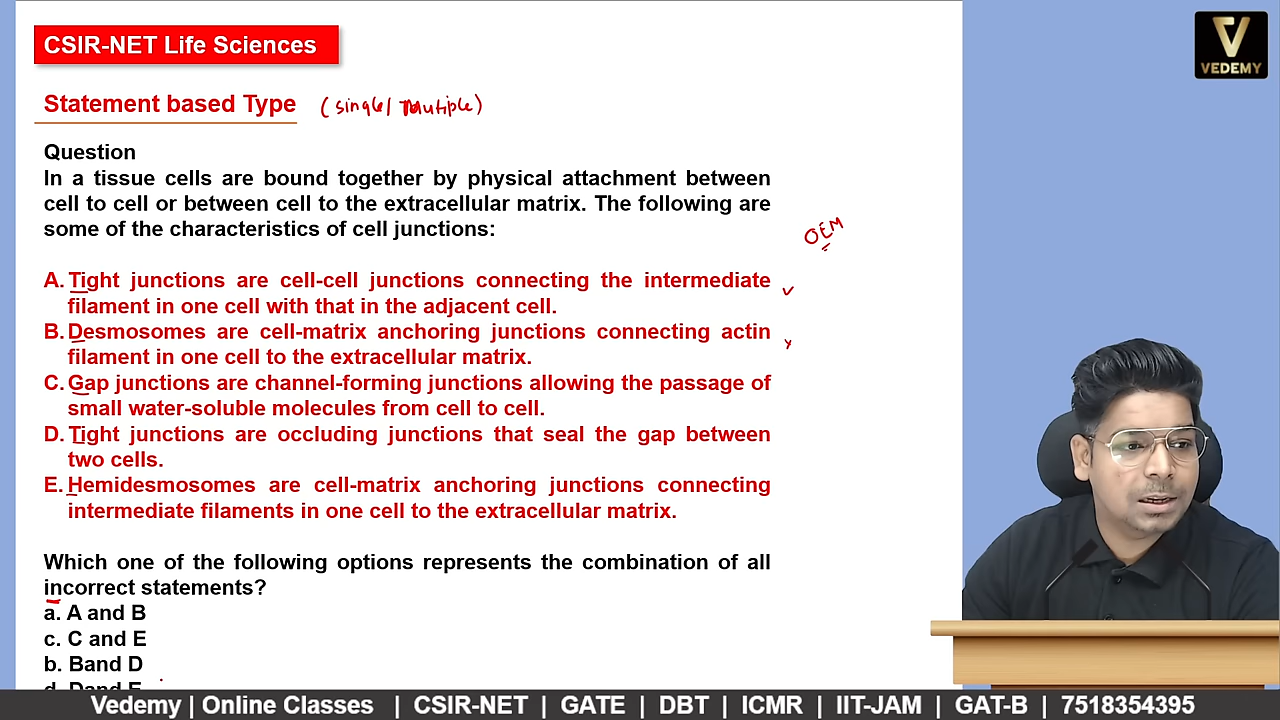 CSIR-NET Life Sciences
VEDEMY
Statement based Type (single/ Multiple)
Question
In a tissue cells are bound together by physical attachment between
cell to cell or between cell to the extracellular matrix. The following are
some of the characteristics of cell junctions:
OEM
A. Tight junctions are cell-cell junctions connecting the intermediate
filament in one cell with that in the adjacent cell.
B. Desmosomes are cell-matrix anchoring junctions connecting actin
filament in one cell to the extracellular matrix.
C. Gap junctions are channel-forming junctions allowing the passage of
small water-soluble molecules from cell to cell.
D. Tight junctions are occluding junctions that seal the gap between
two cells.
E. Hemidesmosomes are cell-matrix anchoring junctions connecting
intermediate filaments in one cell to the extracellular matrix.
Which one of the following options represents the combination of all
incorrect statements?
a. A and B
c. C and E
b. Band D
d. Dand E
Vedemy | Online Classes | CSIR-NET | GATE | DBT | ICMR | IIT-JAM | GAT-B | 7518354395